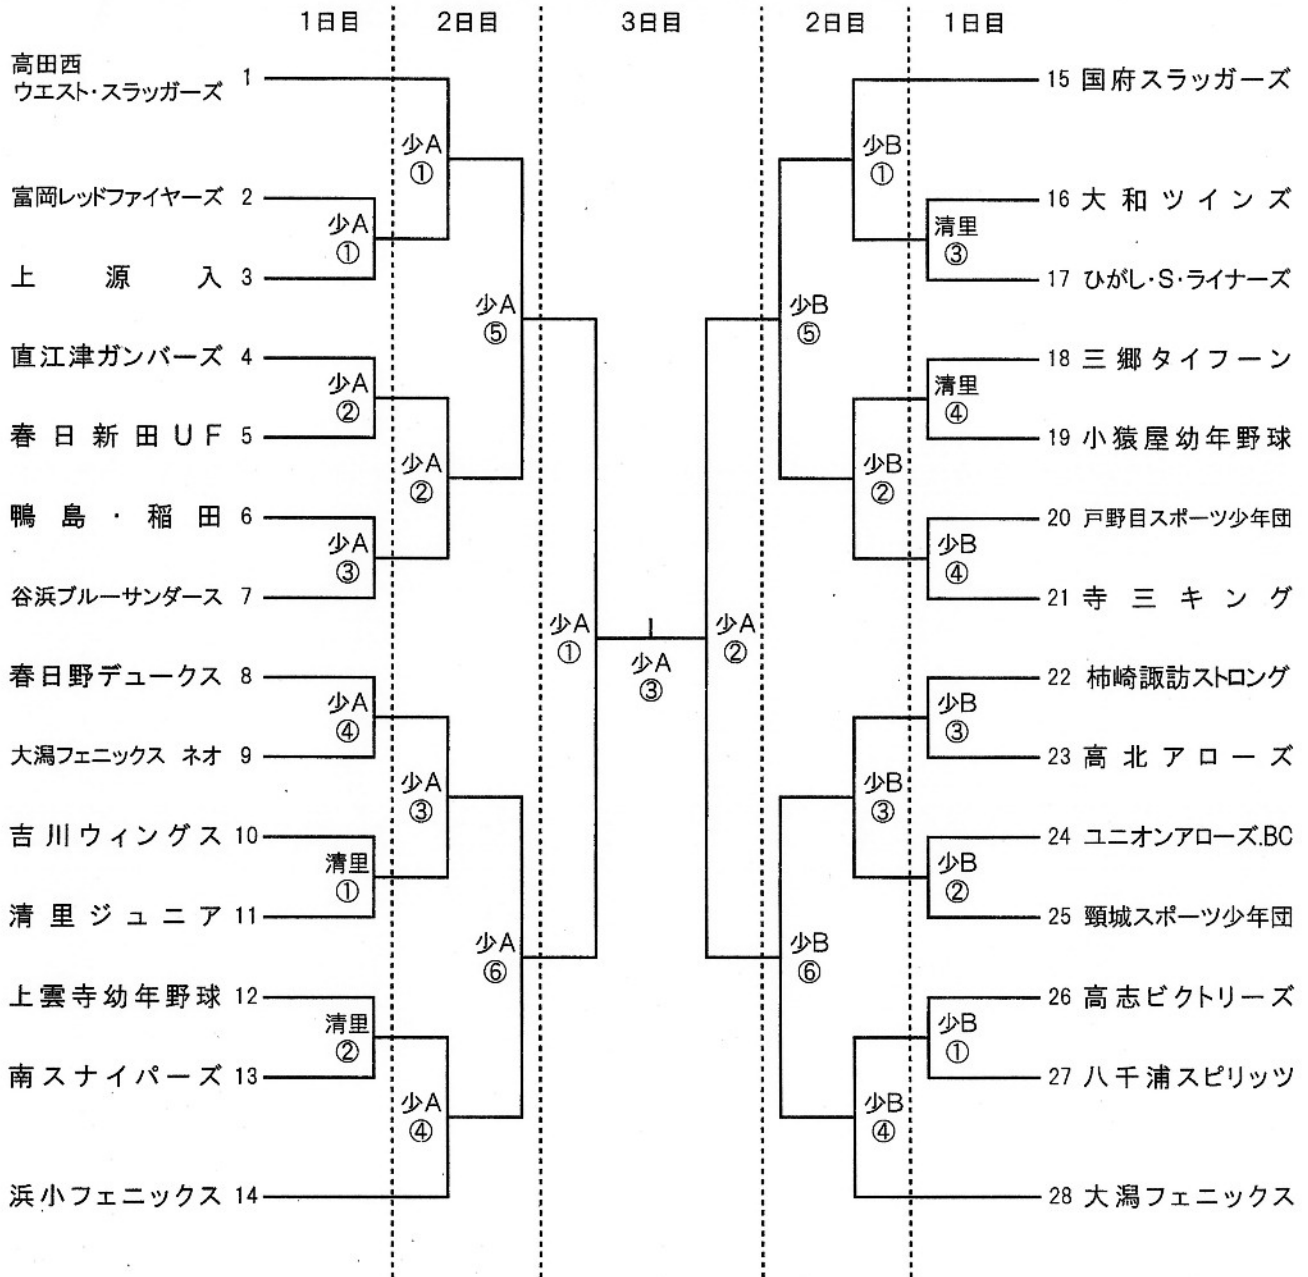 1日目 2日目 3日目 2日目 1日目
高田西
ウエスト・スラッガーズ 1
富岡レッドファイヤーズ 2
上源入 3
直江津ガンバーズ 4
春日新田UF 5
鴨島・稲田 6
谷浜ブルーサンダース 7
春日野デュークス 8
大潟フェニックス ネオ 9
吉川ウィングス 10
清里ジュニア 11
上雲寺幼年野球 12
南スナイパーズ 13
浜小フェニックス 14
少A
①
少A
②
少A
③
少A
④
清里
①
清里
②
少A
①
少A
②
少A
③
少A
④
少A
⑤
少A
⑥
少A
①
少A
③
少A
②
少B
⑤
少B
⑥
少B
①
少B
②
少B
③
少B
④
清里
③
清里
④
少B
④
少B
③
少B
②
少B
①
15 国府スラッガーズ
16 大和ツインズ
17 ひがし・S・ライナーズ
18 三郷タイフーン
19 小猿屋幼年野球
20 戸野目スポーツ少年団
21 寺三キング
22 柿崎諏訪ストロング
23 高北アローズ
24 ユニオンアローズ.BC
25 頸城スポーツ少年団
26 高志ビクトリーズ
27 八千浦スピリッツ
28 大潟フェニックス